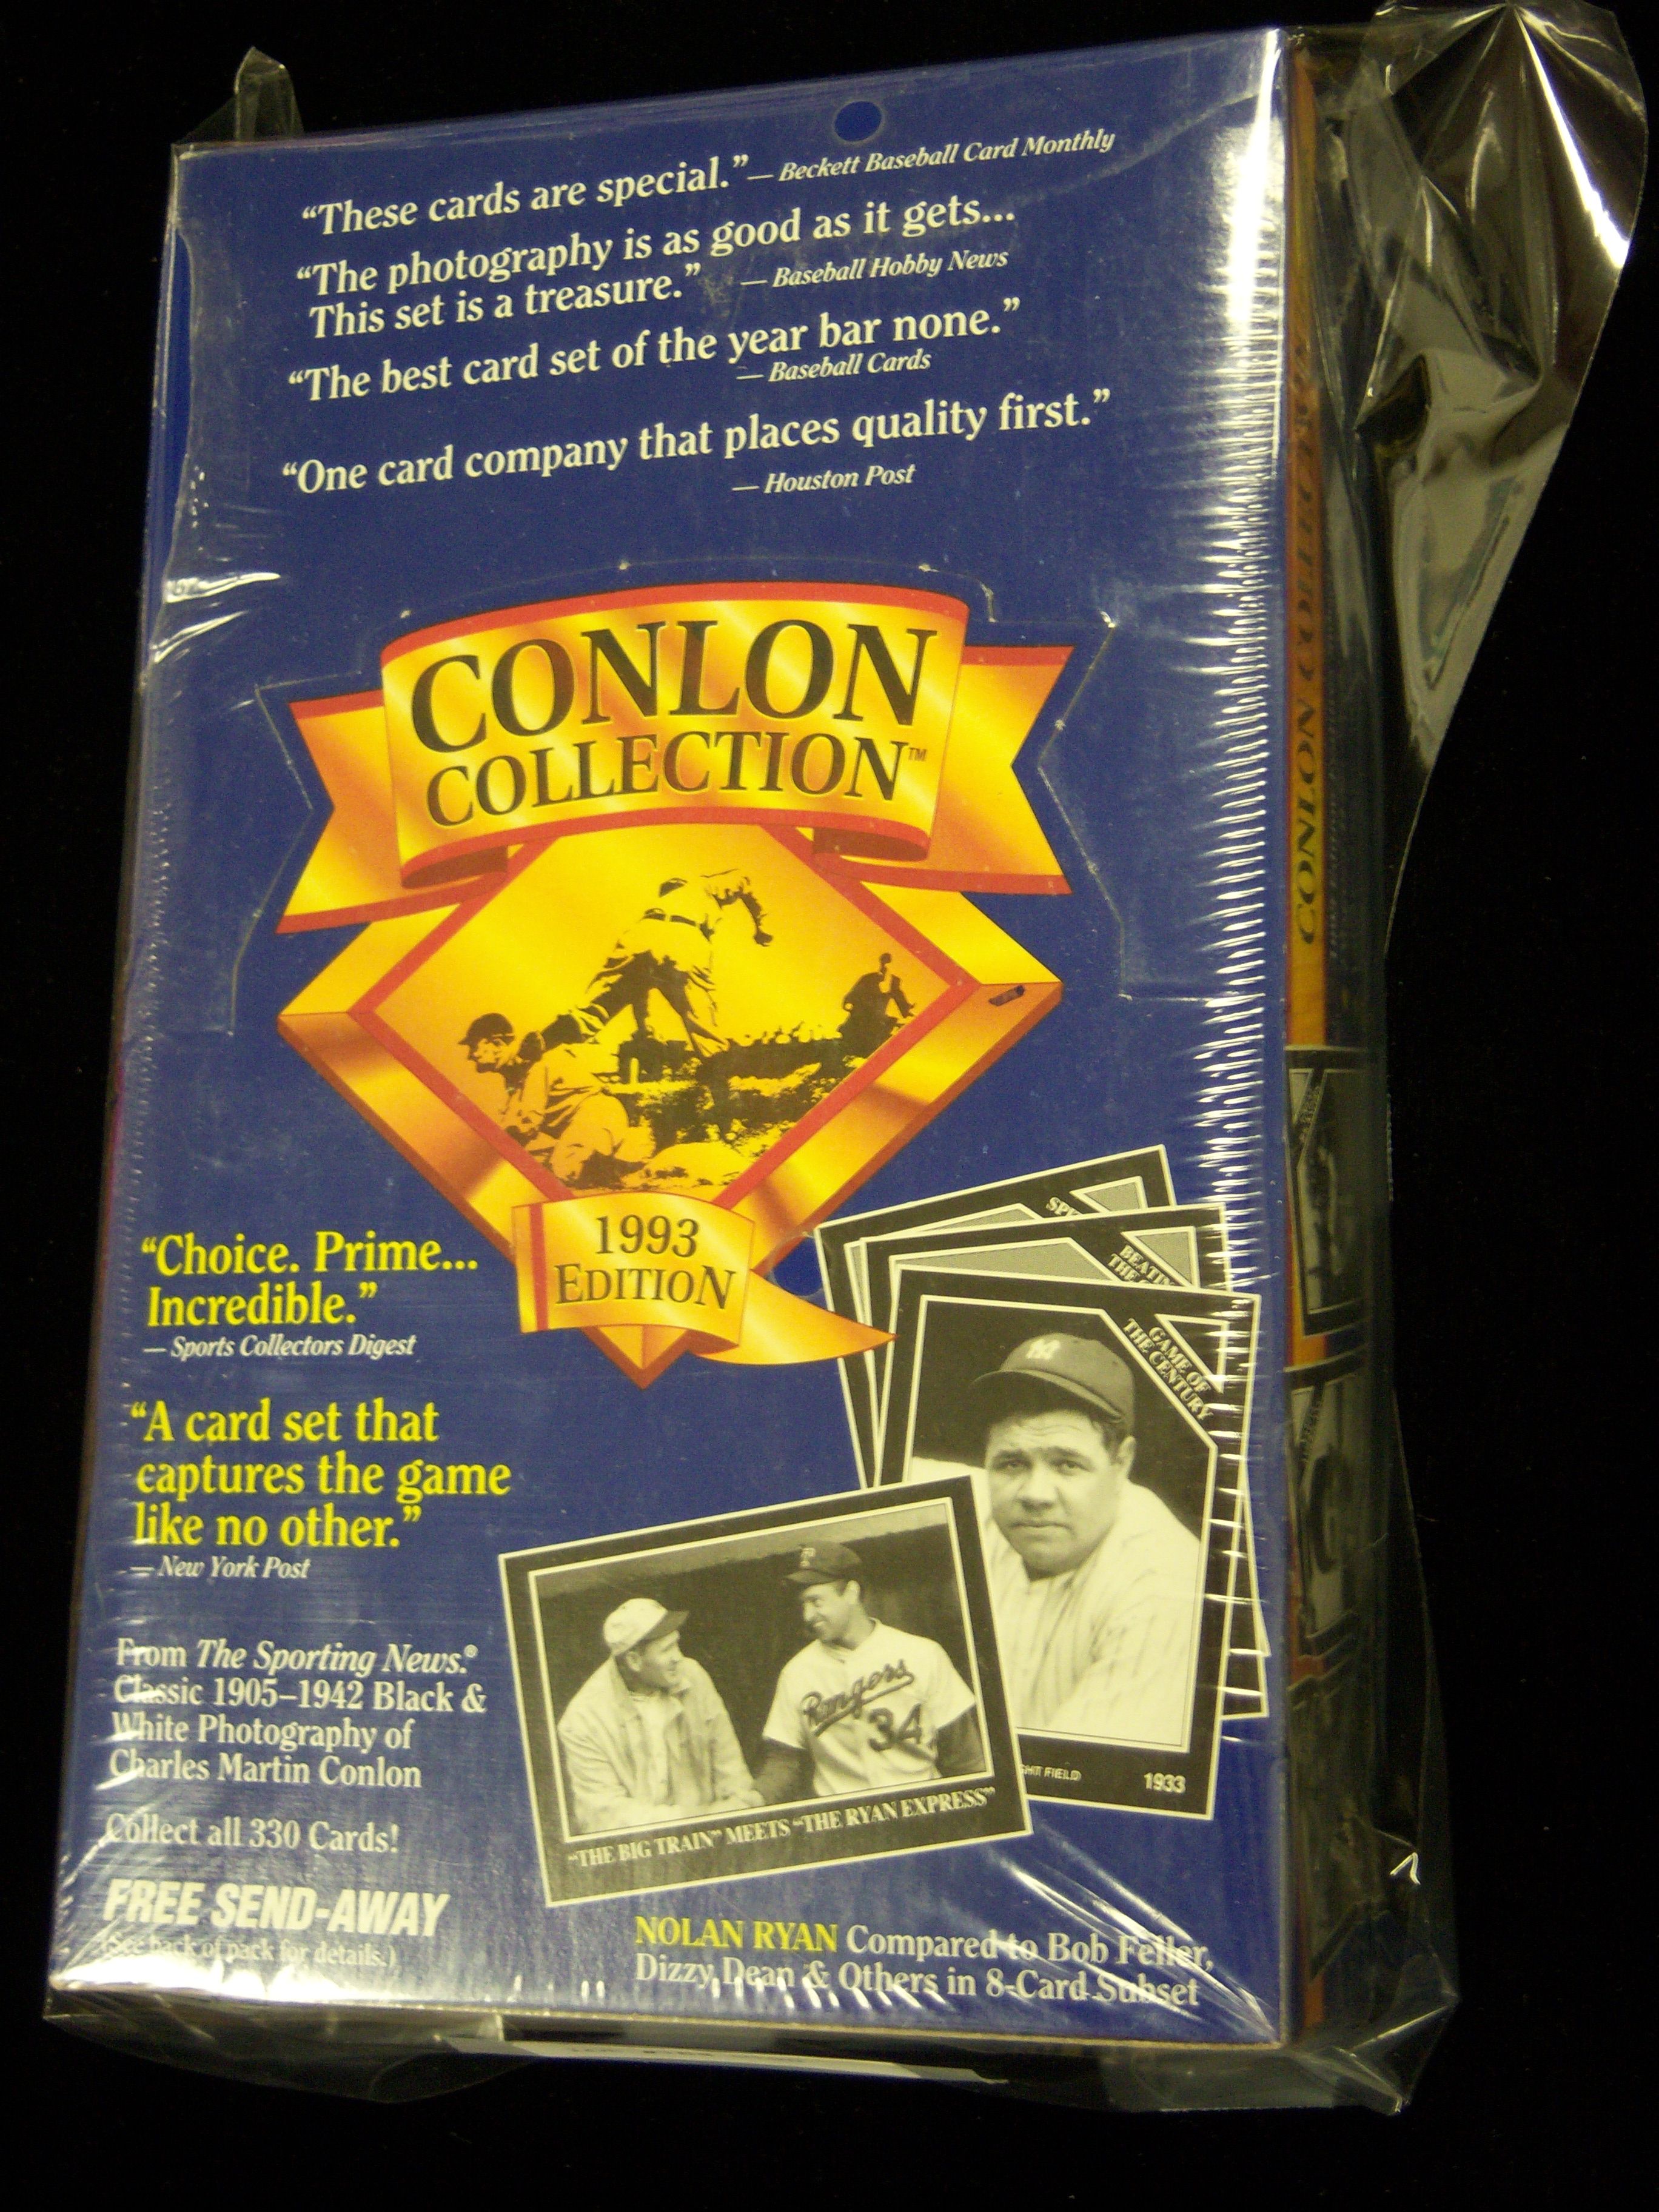 “These cards are special.” — Beckett Baseball Card Monthly
“The photography is as good as it gets...
This set is a treasure.” — Baseball Hobby News
“The best card set of the year bar none.”
— Baseball Cards
“One card company that places quality first.”
— Houston Post
CONLON
COLLECTION™
1993
EDITION
“Choice. Prime...
Incredible.”
— Sports Collectors Digest
“A card set that
captures the game
like no other.”
— New York Post
From The Sporting News.®
Classic 1905–1942 Black &
White Photography of
Charles Martin Conlon
Collect all 330 Cards!
FREE SEND-AWAY
(See back of pack for details.)
BEATIN
THE
GAME OF
THE CENTURY
FIELD
1933
Rangers
34
“THE BIG TRAIN” MEETS “THE RYAN EXPRESS”
NOLAN RYAN Compared to Bob Feller,
Dizzy Dean & Others in 8-Card Subset
CONLON COLLECTION